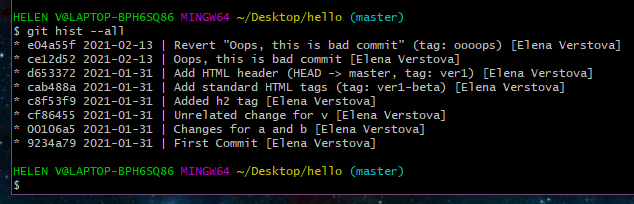 HELEN V@LAPTOP-BPH6SQ86 MINGW64 ~/Desktop/hello (master)
$ git hist --all
* e04a55f 2021-02-13 | Revert "Oops, this is bad commit" (tag: oooops) [Elena Verstova]
* ce12d52 2021-02-13 | Oops, this is bad commit [Elena Verstova]
* d653372 2021-01-31 | Add HTML header (HEAD -> master, tag: ver1) [Elena Verstova]
* cab488a 2021-01-31 | Add standard HTML tags (tag: ver1-beta) [Elena Verstova]
* c8f53f9 2021-01-31 | Added h2 tag [Elena Verstova]
* cf86455 2021-01-31 | Unrelated change for v [Elena Verstova]
* 00106a5 2021-01-31 | Changes for a and b [Elena Verstova]
* 9234a79 2021-01-31 | First Commit [Elena Verstova]
HELEN V@LAPTOP-BPH6SQ86 MINGW64 ~/Desktop/hello (master)
$